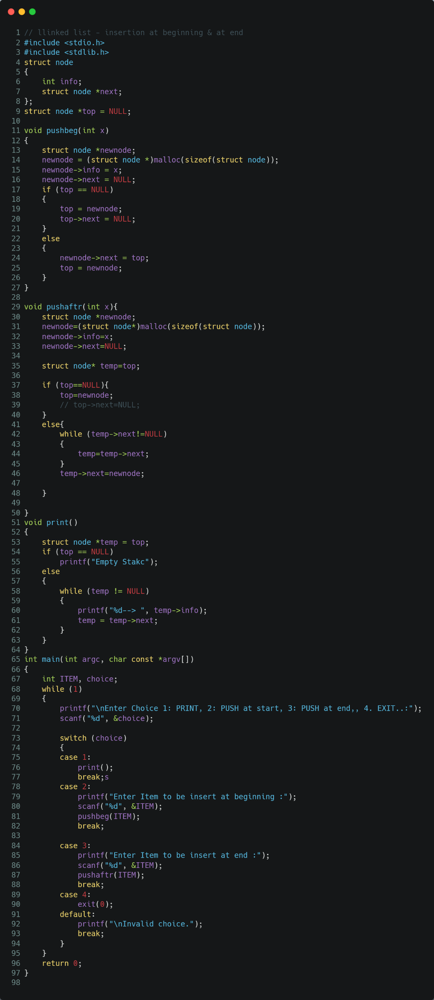 1 // llinked list - insertion at beginning & at end
2 #include <stdio.h>
3 #include <stdlib.h>
4 struct node
5 {
6     int info;
7     struct node *next;
8 };
9 struct node *top = NULL;
10
11 void pushbeg(int x)
12 {
13     struct node *newnode;
14     newnode = (struct node *)malloc(sizeof(struct node));
15     newnode->info = x;
16     newnode->next = NULL;
17     if (top == NULL)
18     {
19         top = newnode;
20         top->next = NULL;
21     }
22     else
23     {
24         newnode->next = top;
25         top = newnode;
26     }
27 }
28
29 void pushaftr(int x){
30     struct node *newnode;
31     newnode=(struct node*)malloc(sizeof(struct node));
32     newnode->info=x;
33     newnode->next=NULL;
34
35     struct node* temp=top;
36
37     if (top==NULL){
38         top=newnode;
39         // top->next=NULL;
40     }
41     else{
42         while (temp->next!=NULL)
43         {
44             temp=temp->next;
45         }
46         temp->next=newnode;
47
48     }
49
50 }
51 void print()
52 {
53     struct node *temp = top;
54     if (top == NULL)
55         printf("Empty Stakc");
56     else
57     {
58         while (temp != NULL)
59         {
60             printf("%d--> ", temp->info);
61             temp = temp->next;
62         }
63     }
64 }
65 int main(int argc, char const *argv[])
66 {
67     int ITEM, choice;
68     while (1)
69     {
70         printf("\nEnter Choice 1: PRINT, 2: PUSH at start, 3: PUSH at end,, 4. EXIT..:");
71         scanf("%d", &choice);
72
73         switch (choice)
74         {
75         case 1:
76             print();
77             break;s
78         case 2:
79             printf("Enter Item to be insert at beginning :");
80             scanf("%d", &ITEM);
81             pushbeg(ITEM);
82             break;
83
84         case 3:
85             printf("Enter Item to be insert at end :");
86             scanf("%d", &ITEM);
87             pushaftr(ITEM);
88             break;
89         case 4:
90             exit(0);
91         default:
92             printf("\nInvalid choice.");
93             break;
94         }
95     }
96     return 0;
97 }
98